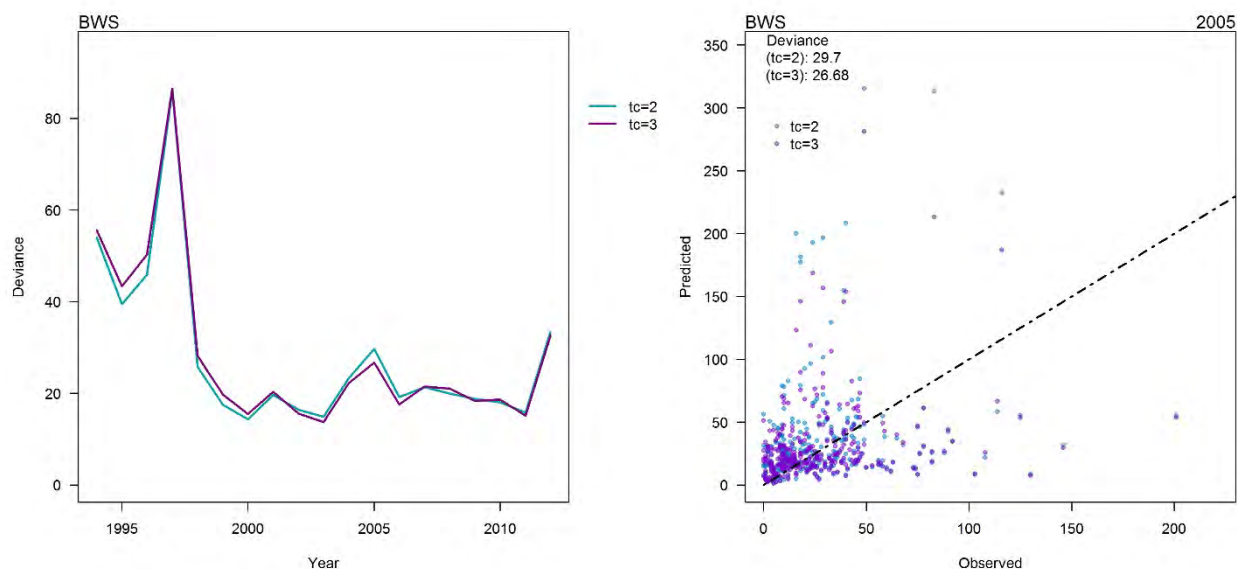 BWS
80
60
40
20
0
Deviance
1995
2000
2005
2010
Year
tc=2
tc=3
BWS
2005
Deviance
(tc=2): 29.7
(tc=3): 26.68
tc=2
tc=3
350
300
250
200
150
100
50
0
Predicted
0
50
100
150
200
Observed